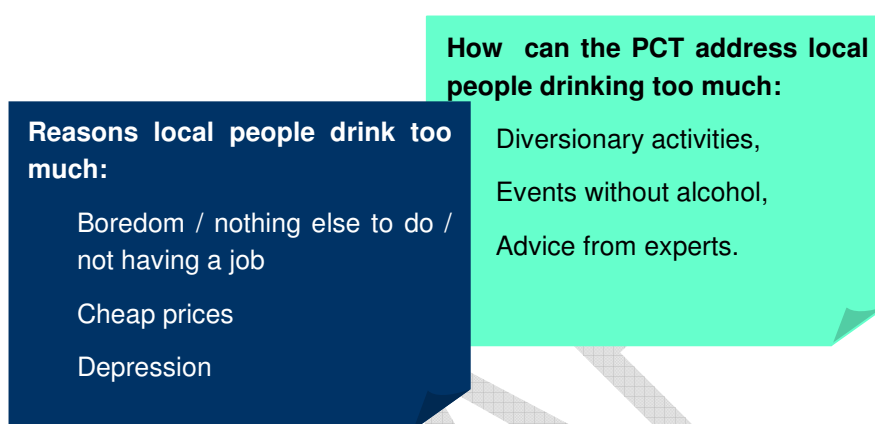 How can the PCT address local
people drinking too much:
Diversionary activities,
Events without alcohol,
Advice from experts.
Reasons local people drink too
much:
Boredom / nothing else to do /
not having a job
Cheap prices
Depression